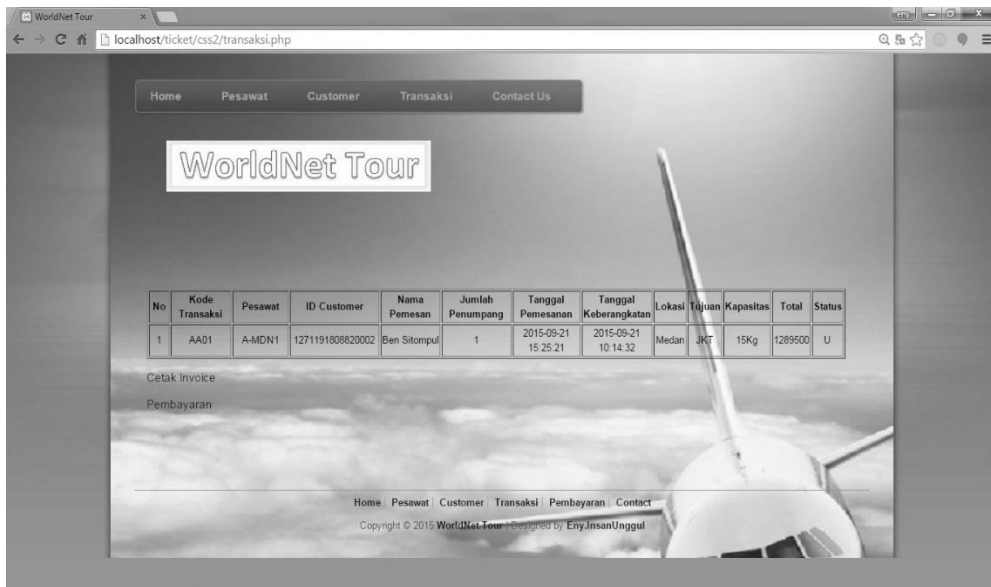 WorldNet Tour
Eny
localhost/ticket/css2/transaksi.php
Home Pesawat Customer Transaksi Contact Us
WorldNet Tour
No Kode Transaksi Pesawat ID Customer Nama Pemesan Jumlah Penumpang Tanggal Pemesanan Tanggal Keberangkatan Lokasi Tujuan Kapasitas Total Status
1 AA01 A-MDN1 1271191808820002 Ben Sitompul 1 2015-09-21 15:25:21 2015-09-21 10:14:32 Medan JKT 15Kg 1289500 U
Cetak Invoice
Pembayaran
Home | Pesawat | Customer | Transaksi | Pembayaran | Contact
Copyright © 2015 WorldNet Tour | Designed by Eny.InsanUnggul